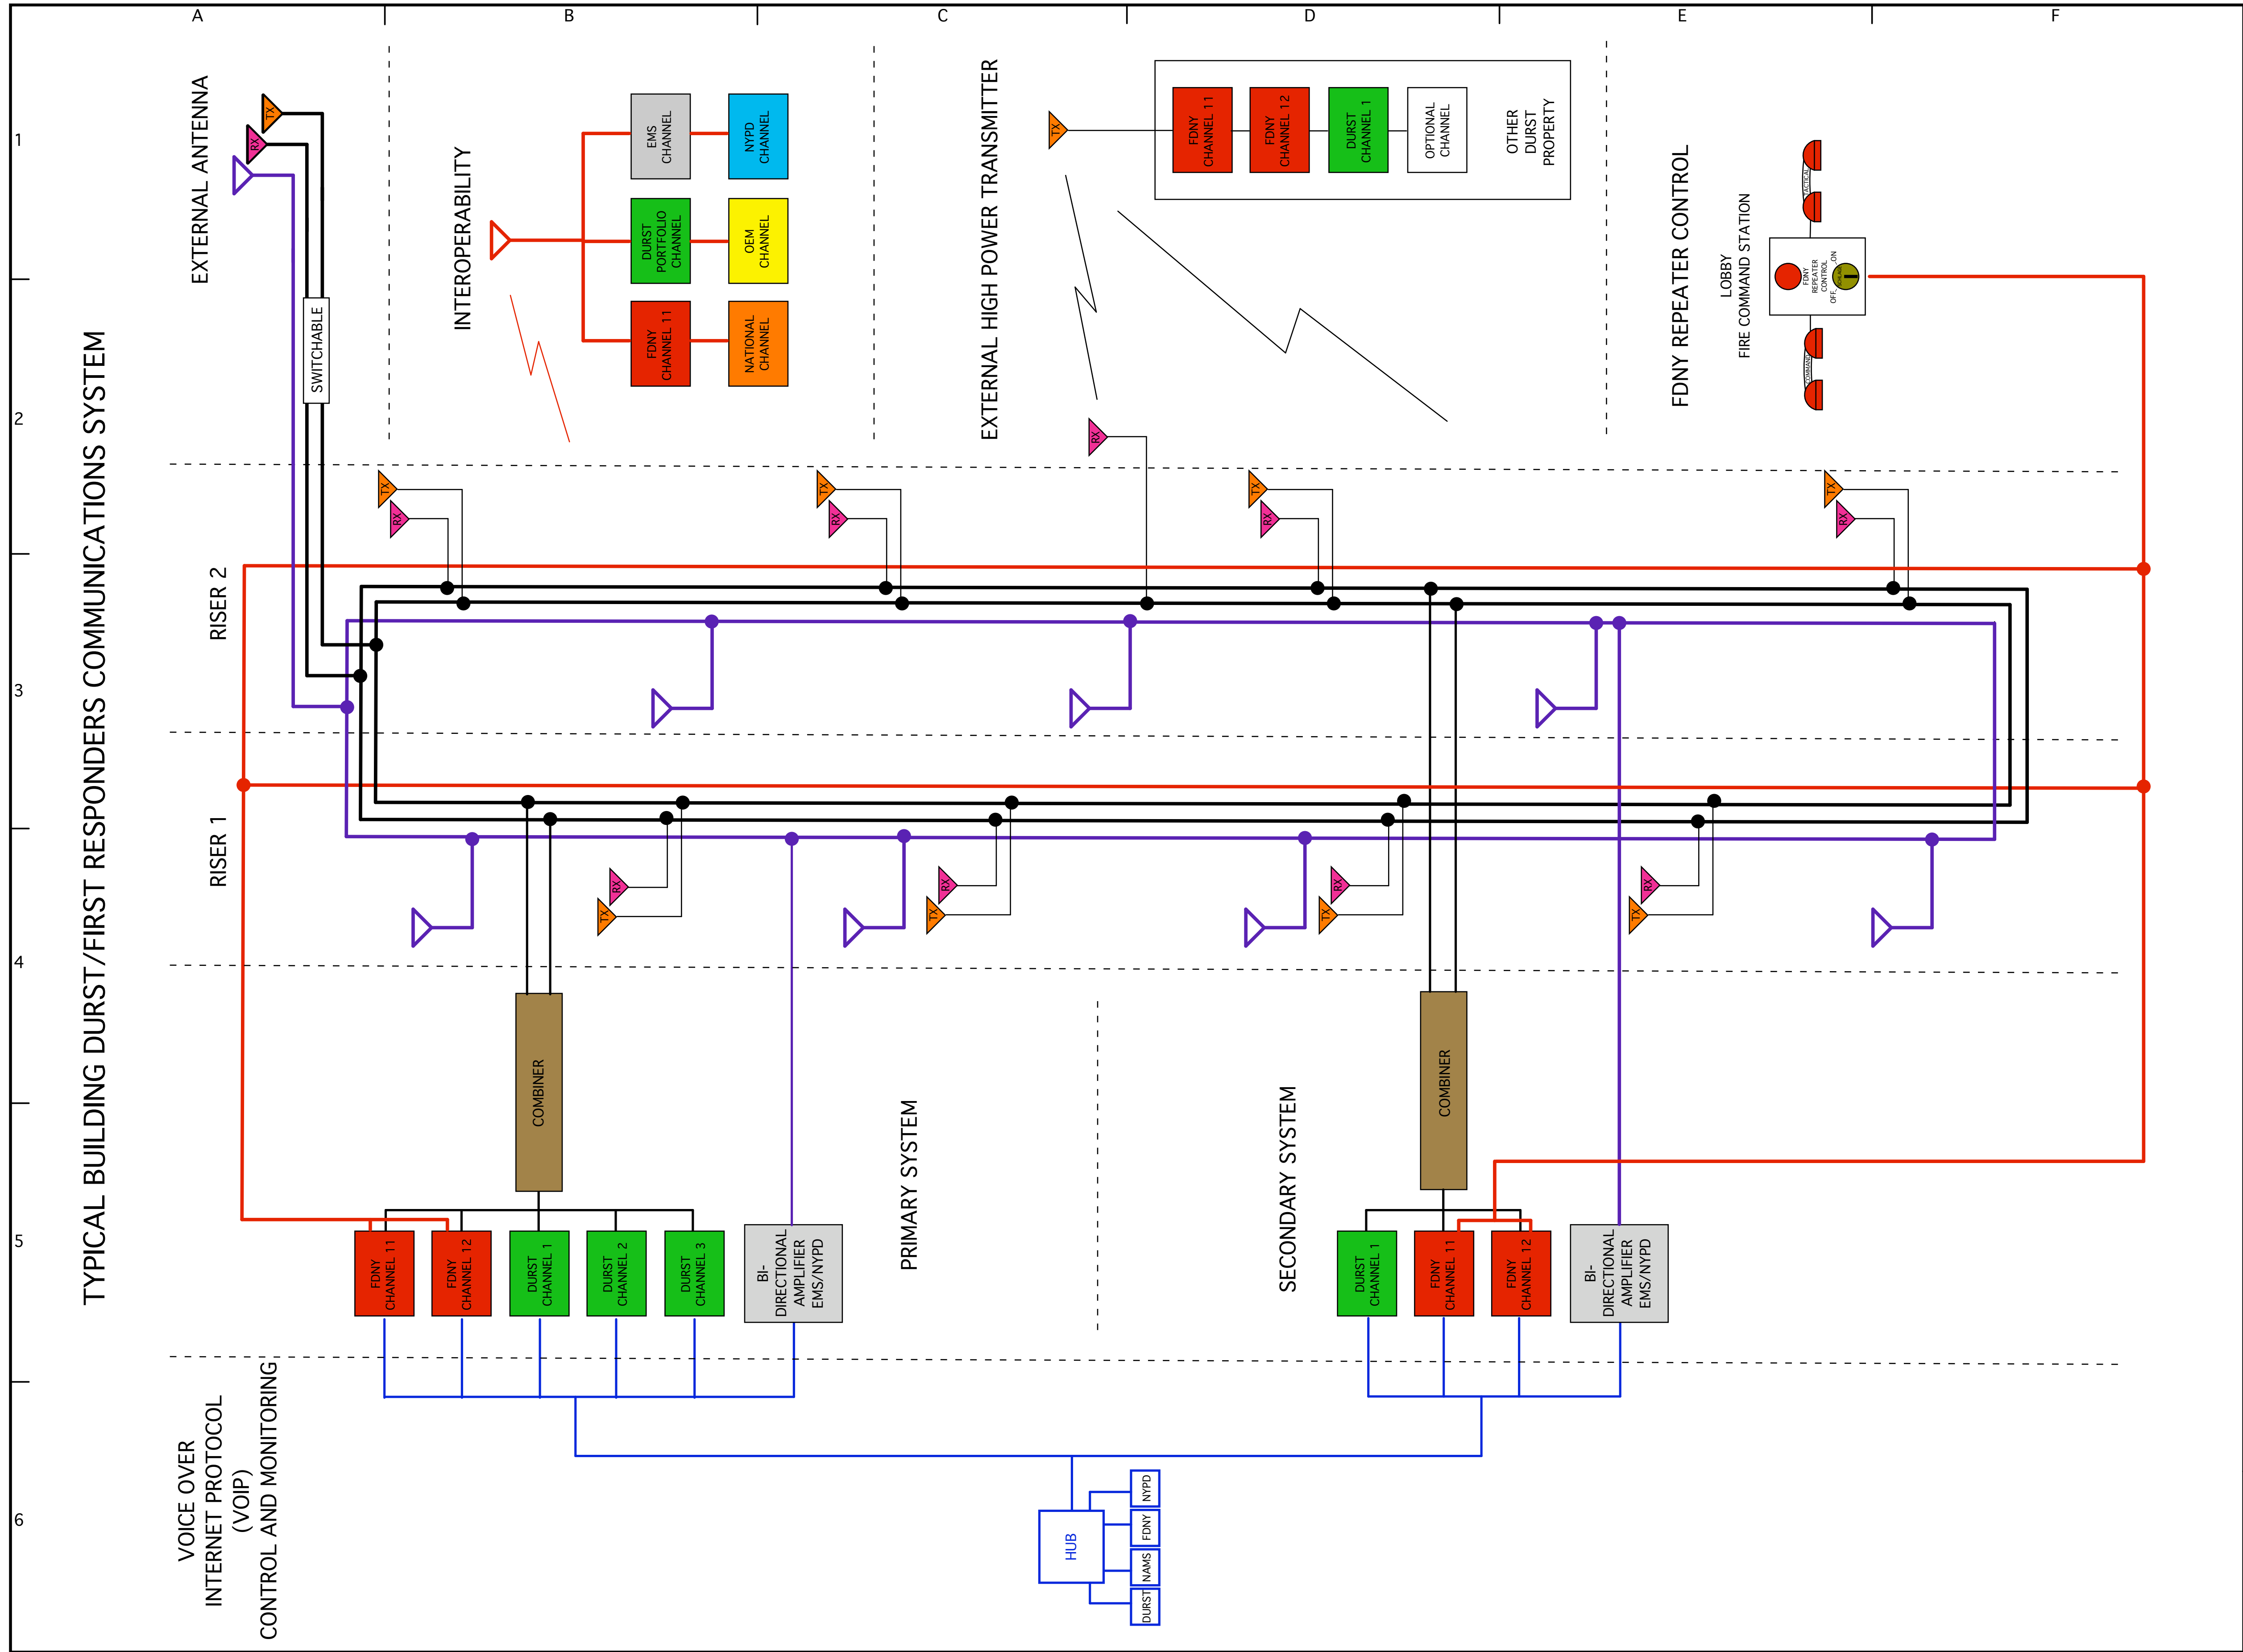 A
B
C
D
E
F
1
2
3
4
5
6
TYPICAL BUILDING DURST/FIRST RESPONDERS COMMUNICATIONS SYSTEM
EXTERNAL ANTENNA
TX
RX
SWITCHABLE
INTEROPERABILITY
EMS
CHANNEL
NYPD
CHANNEL
DURST
PORTFOLIO
CHANNEL
OEM
CHANNEL
FDNY
CHANNEL 11
NATIONAL
CHANNEL
EXTERNAL HIGH POWER TRANSMITTER
TX
FDNY
CHANNEL 11
FDNY
CHANNEL 12
DURST
CHANNEL 1
OPTIONAL
CHANNEL
OTHER
DURST
PROPERTY
RX
FDNY REPEATER CONTROL
LOBBY
FIRE COMMAND STATION
TACTICAL
FDNY
REPEATER
CONTROL
OFF
ON
COMMAND
RISER 2
TX
RX
TX
RX
TX
RX
TX
RX
RISER 1
RX
TX
RX
TX
RX
TX
RX
TX
COMBINER
COMBINER
PRIMARY SYSTEM
SECONDARY SYSTEM
FDNY
CHANNEL 11
FDNY
CHANNEL 12
DURST
CHANNEL 1
DURST
CHANNEL 2
DURST
CHANNEL 3
BI-
DIRECTIONAL
AMPLIFIER
EMS/NYPD
DURST
CHANNEL 1
FDNY
CHANNEL 11
FDNY
CHANNEL 12
BI-
DIRECTIONAL
AMPLIFIER
EMS/NYPD
VOICE OVER
INTERNET PROTOCOL
(VOIP)
CONTROL AND MONITORING
HUB
DURST
NAMS
FDNY
NYPD